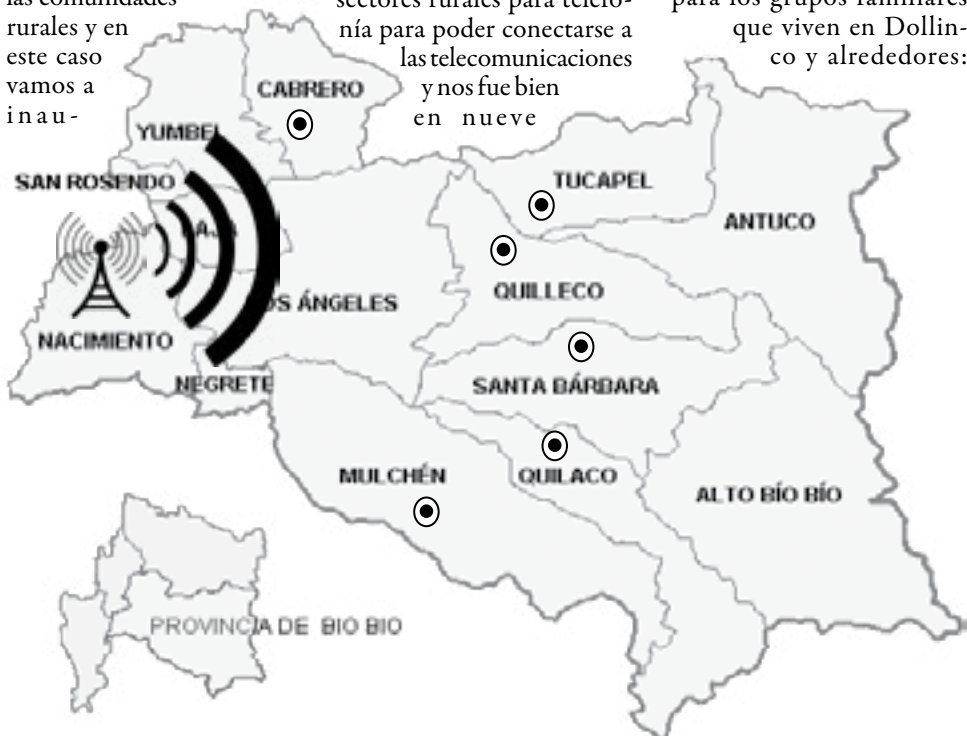 las comunidades
rurales y en
este caso
vamos a
inau-
sectores rurales para telefo-
nía para poder conectarse a
las telecomunicaciones
y nos fue bien
en nueve
para los grupos familiares
que viven en Dollin-
co y alrededores:
CABRERO
YUMBEL
SAN ROSENDO
TUCAPEL
ANTUCO
QUILLECO
OS ÁNGELES
NACIMIENTO
NEGRETE
SANTA BÁRBARA
MULCHÉN
QUILACO
ALTO BÍO BÍO
PROVINCIA DE BIO BIO